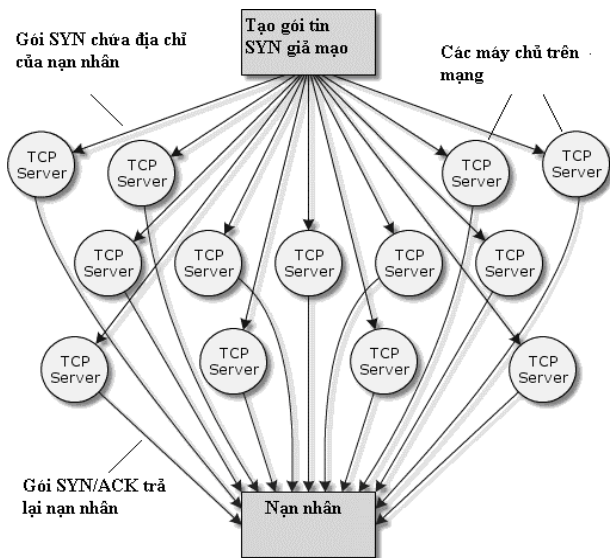 Tạo gói tin
SYN giả mạo
Gói SYN chứa địa chỉ
của nạn nhân
Các máy chủ trên
mạng
TCP
Server
TCP
Server
TCP
Server
TCP
Server
TCP
Server
TCP
Server
TCP
Server
TCP
Server
TCP
Server
TCP
Server
TCP
Server
TCP
Server
TCP
Server
Gói SYN/ACK trả
lại nạn nhân
Nạn nhân